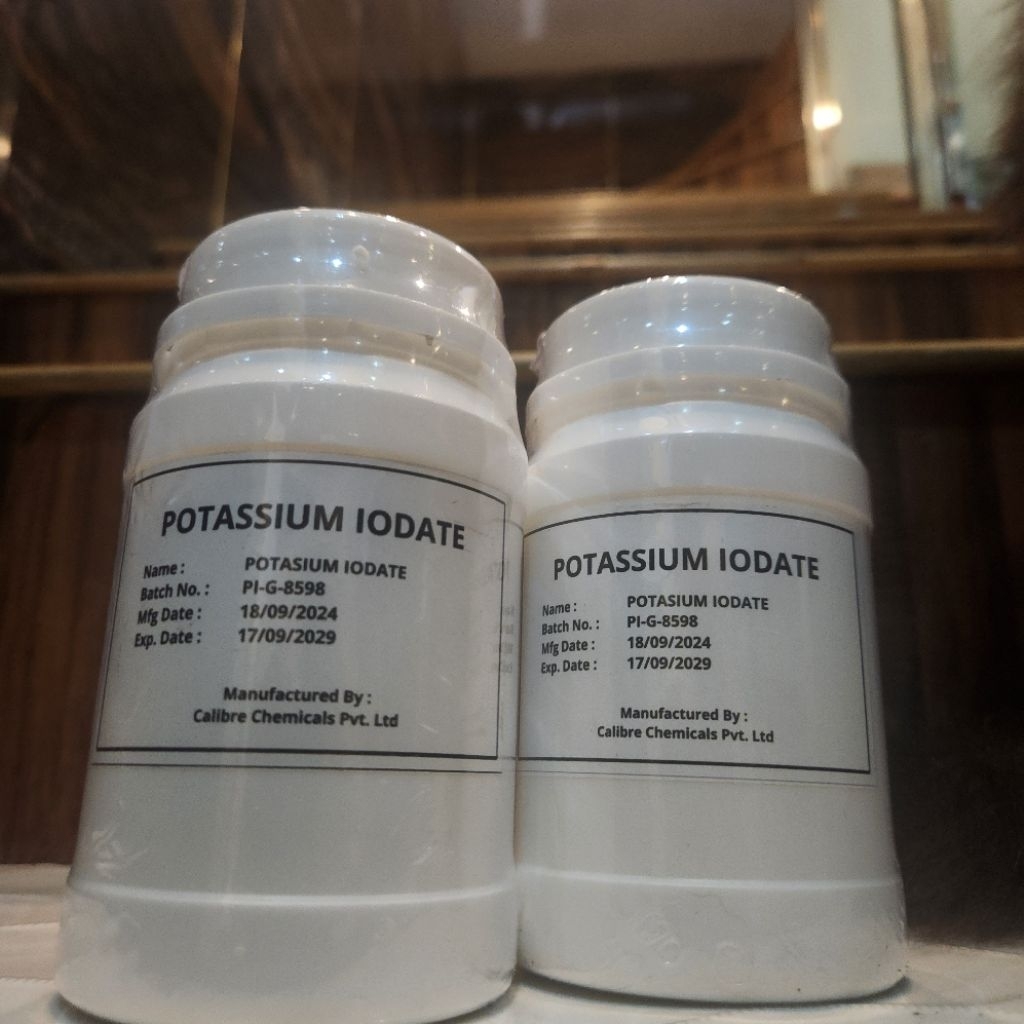 POTASSIUM IODATE
Name : POTASIUM IODATE
Batch No. : PI-G-8598
Mfg Date : 18/09/2024
Exp. Date : 17/09/2029
Manufactured By :
Calibre Chemicals Pvt. Ltd
POTASSIUM IODATE
Name : POTASIUM IODATE
Batch No. : PI-G-8598
Mfg Date : 18/09/2024
Exp. Date : 17/09/2029
Manufactured By :
Calibre Chemicals Pvt. Ltd